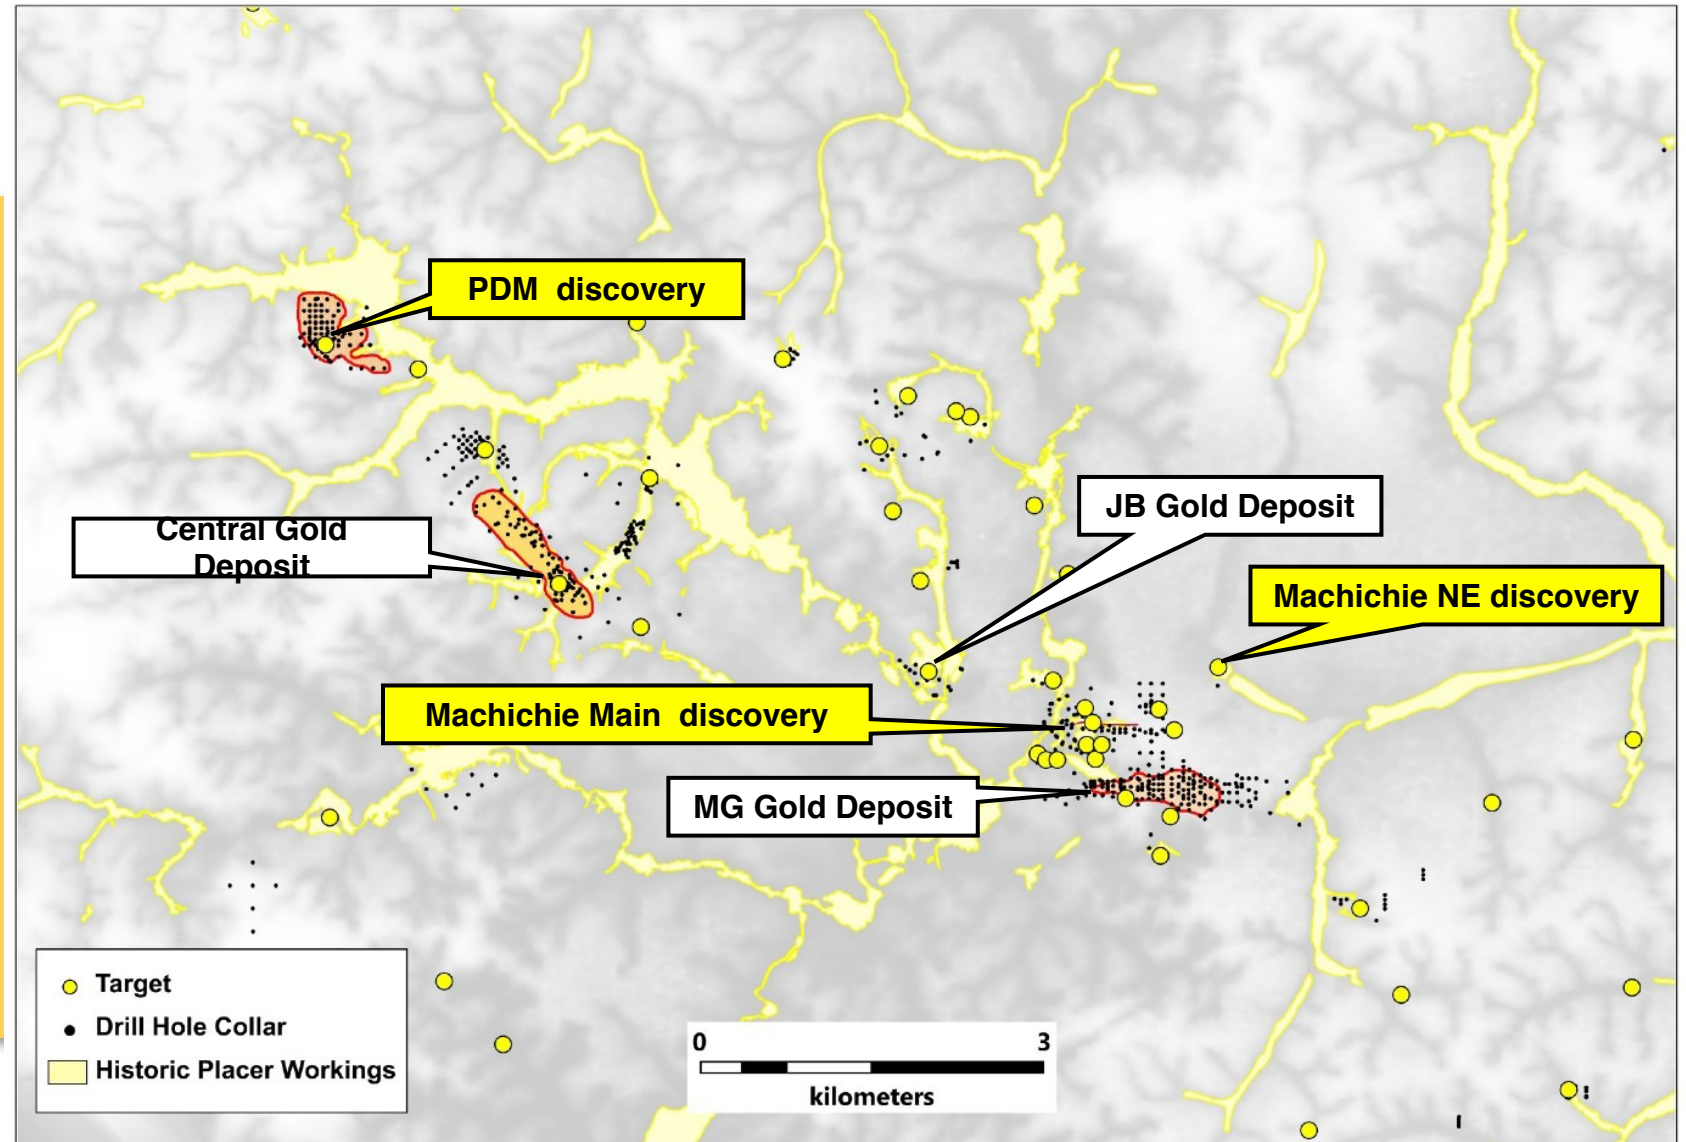 PDM  discovery
Central Gold
Deposit
JB Gold Deposit
Machichie NE discovery
Machichie Main  discovery
MG Gold Deposit
Target
Drill Hole Collar
Historic Placer Workings
0 3
kilometers